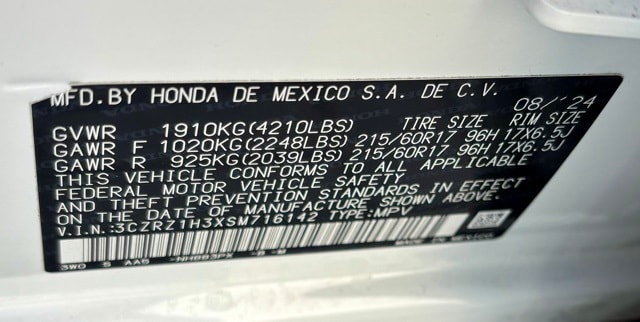 MFD.BY HONDA DE MEXICO S.A. DE C.V.
08/'24
GVWR 1910KG(4210LBS) TIRE SIZE RIM SIZE
GAWR F 1020KG(2248LBS) 215/60R17 96H 17X6.5J
GAWR R 925KG(2039LBS) 215/60R17 96H 17X6.5J
THIS VEHICLE CONFORMS TO ALL APPLICABLE
FEDERAL MOTOR VEHICLE SAFETY
AND THEFT PREVENTION STANDARDS IN EFFECT
ON THE DATE OF MANUFACTURE SHOWN ABOVE.
V.I.N.:3CZRZ1H3XSM716142 TYPE:MPV
3W0 S AA5 NH883PX -B -M